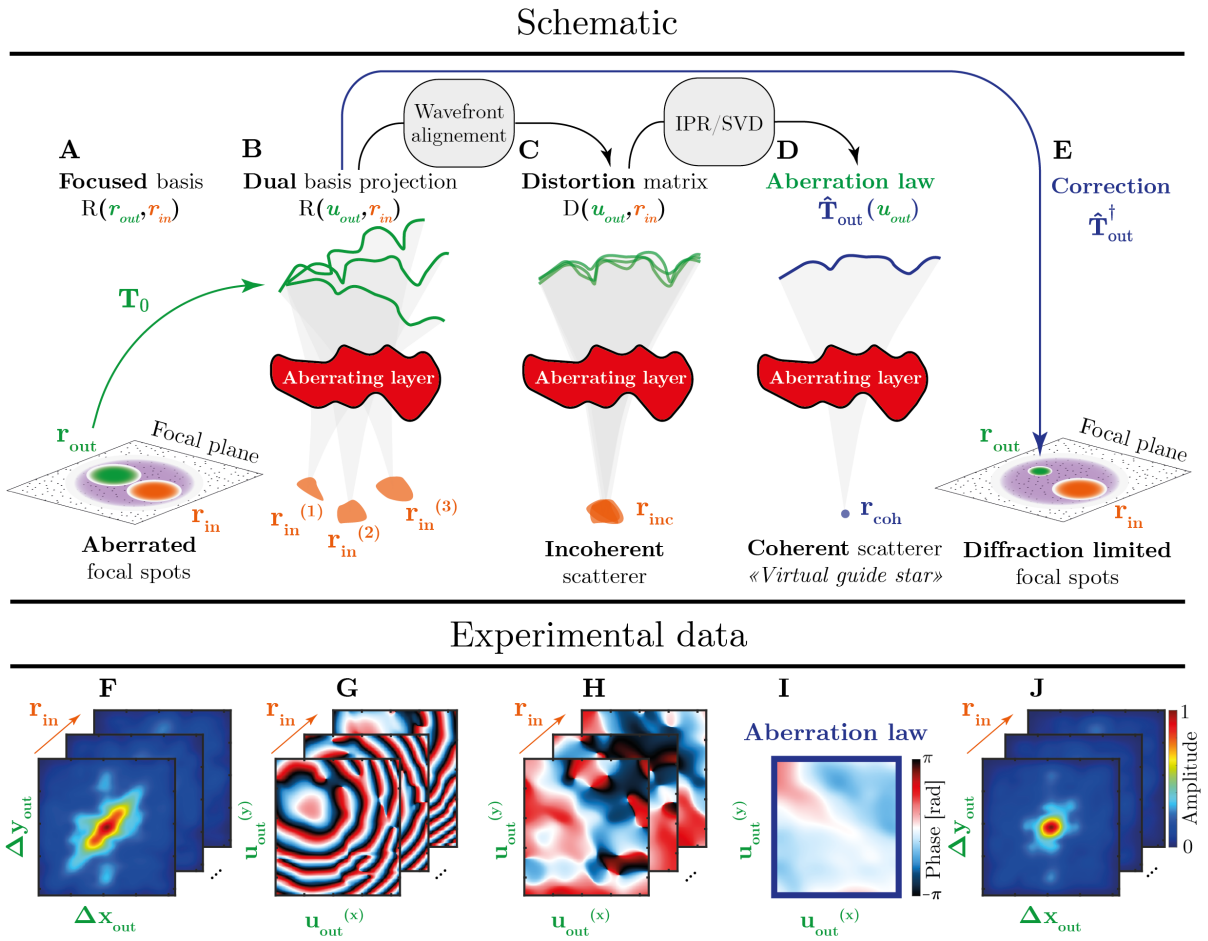 Schematic
Wavefront
alignement
IPR/SVD
A
B
C
D
E
Focused basis
R(r_out,r_in)
Dual basis projection
R(u_out,r_in)
Distortion matrix
D(u_out,r_in)
Aberration law
T̂_out(u_out)
Correction
T̂_out^†
T_0
Aberrating layer
Aberrating layer
Aberrating layer
r_out
Focal plane
r_in
Aberrated
focal spots
r_in^(1)
r_in^(2)
r_in^(3)
r_inc
Incoherent
scatterer
r_coh
Coherent scatterer
«Virtual guide star»
r_out
Focal plane
r_in
Diffraction limited
focal spots
Experimental data
F
G
H
I
J
r_in
Δy_out
Δx_out
...
r_in
u_out^(y)
u_out^(x)
...
r_in
u_out^(y)
u_out^(x)
...
Aberration law
u_out^(y)
u_out^(x)
π
Phase [rad]
-π
r_in
Δy_out
Δx_out
...
1
Amplitude
0